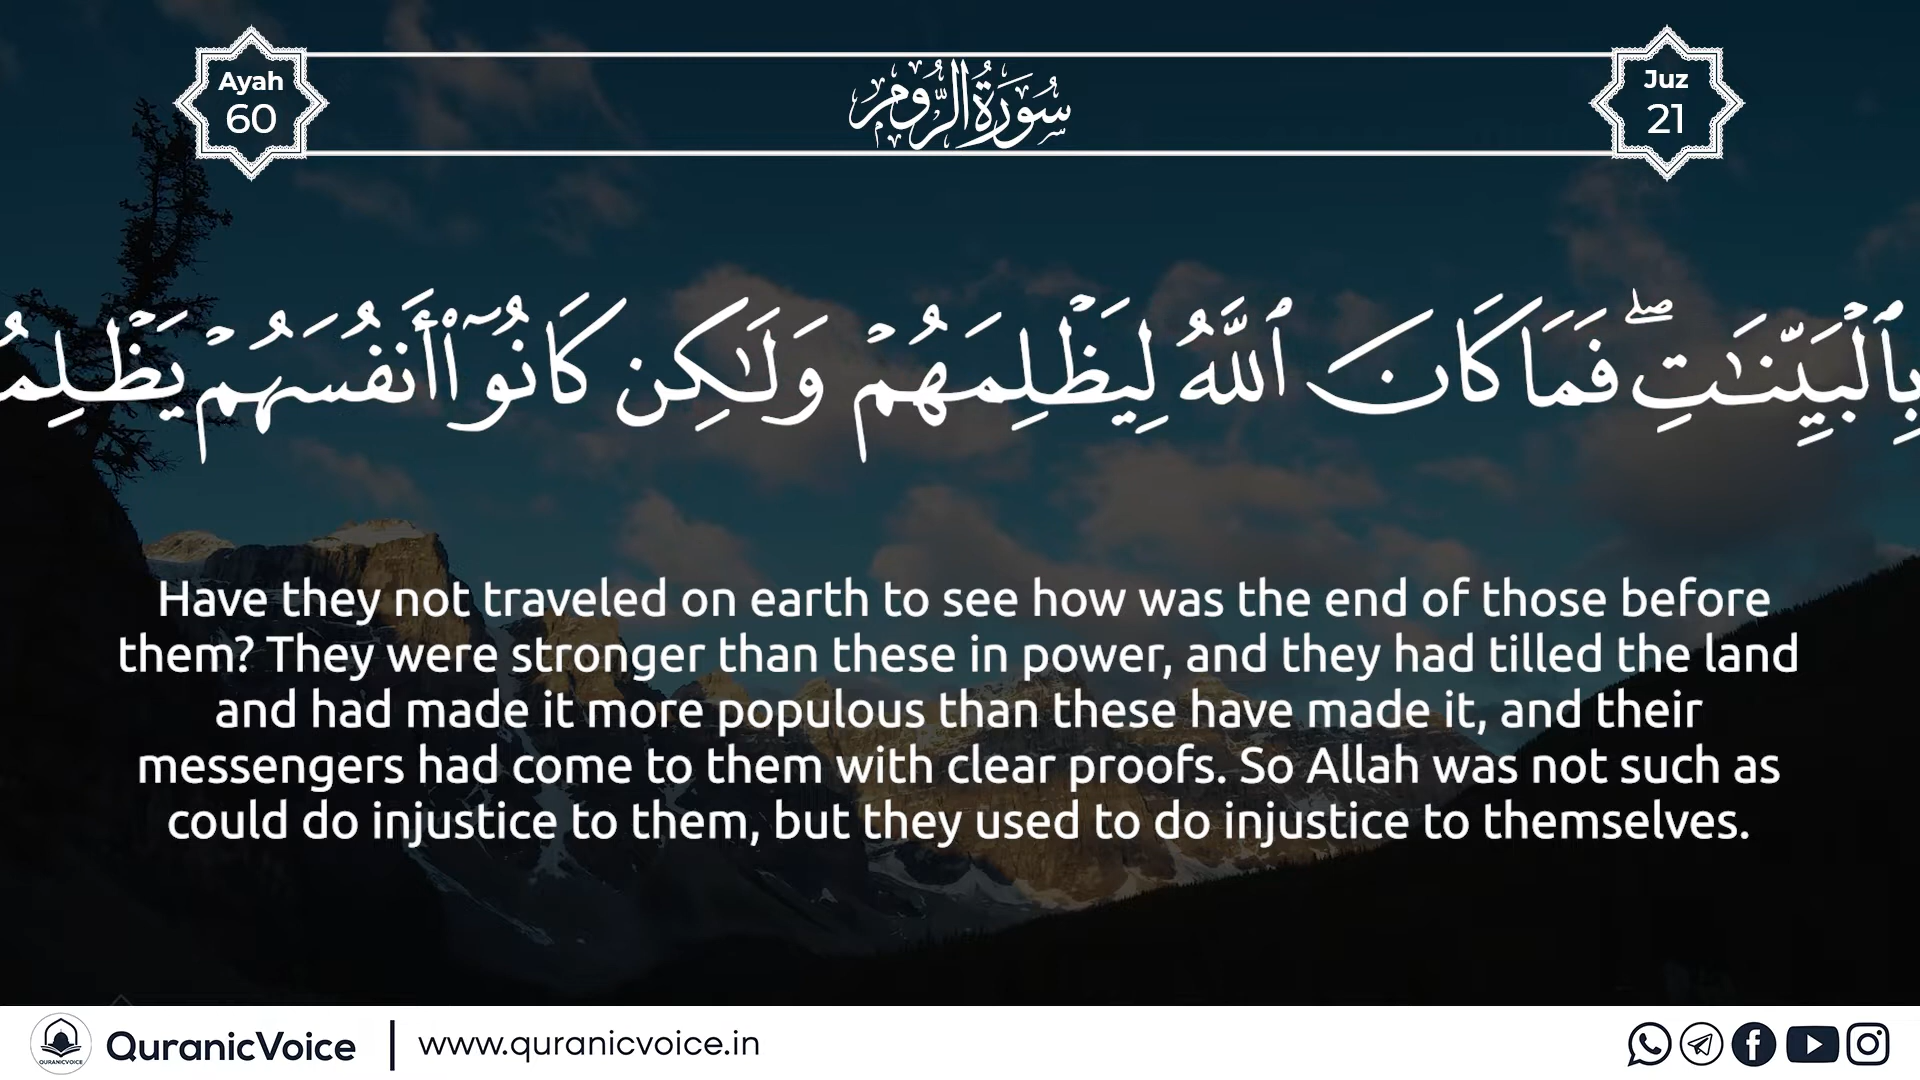 Ayah
60
سُورَةُ الرُّومِ
Juz
21
بِٱلْبَيِّنَـٰتِ ۖ فَمَا كَانَ ٱللَّهُ لِيَظْلِمَهُمْ وَلَـٰكِن كَانُوٓا۟ أَنفُسَهُمْ
Have they not traveled on earth to see how was the end of those before
them? They were stronger than these in power, and they had tilled the land
and had made it more populous than these have made it, and their
messengers had come to them with clear proofs. So Allah was not such as
could do injustice to them, but they used to do injustice to themselves.
QURANICVOICE
QuranicVoice | www.quranicvoice.in